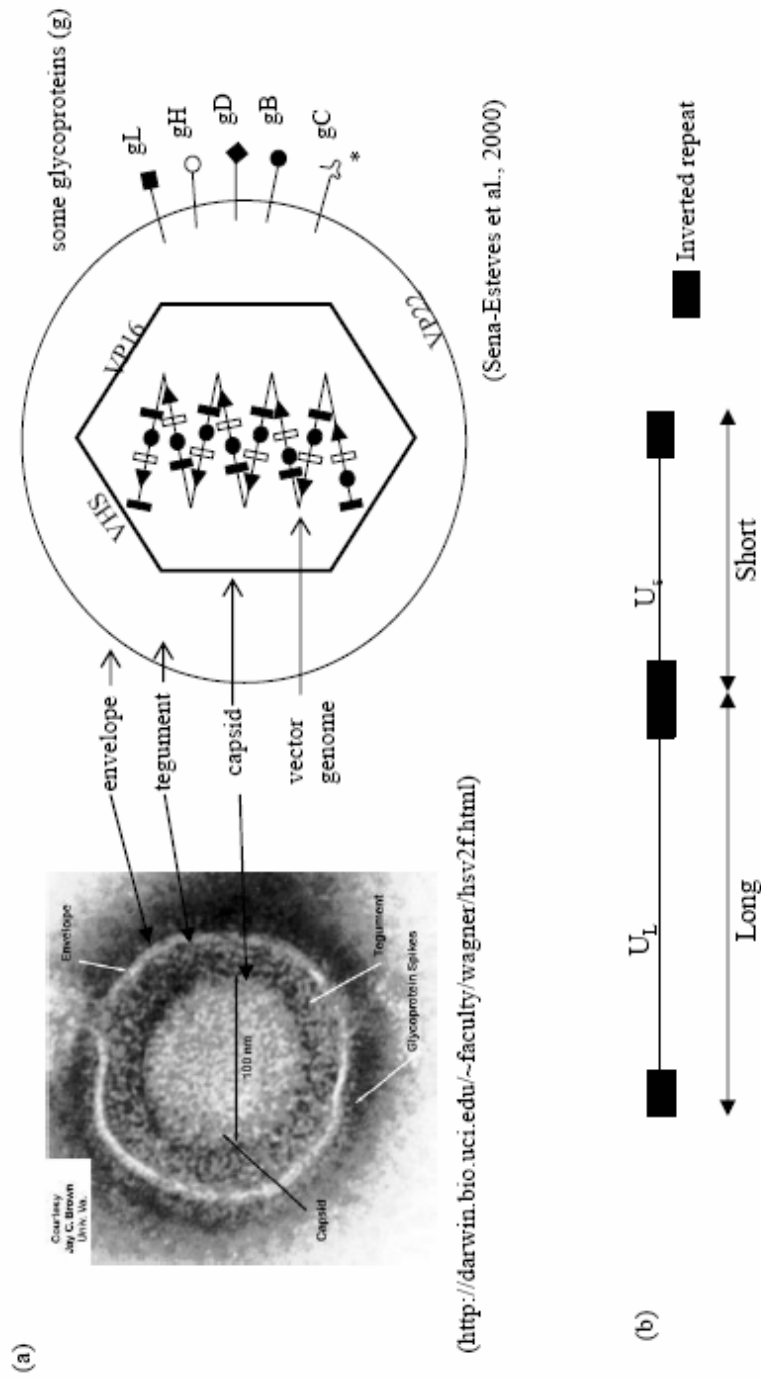 (a)
some glycoproteins (g)
Courtesy
Jay C. Brown
Univ. Va.
Envelope
100 nm
Capsid
Tegument
Glycoprotein Spikes
envelope
tegument
capsid
vector
genome
VHS
VP16
VP22
gL
gH
gD
gB
gC
*
(http://darwin.bio.uci.edu/~faculty/wagner/hsv2f.html)
(Sena-Esteves et al., 2000)
(b)
UL
Us
Long
Short
Inverted repeat